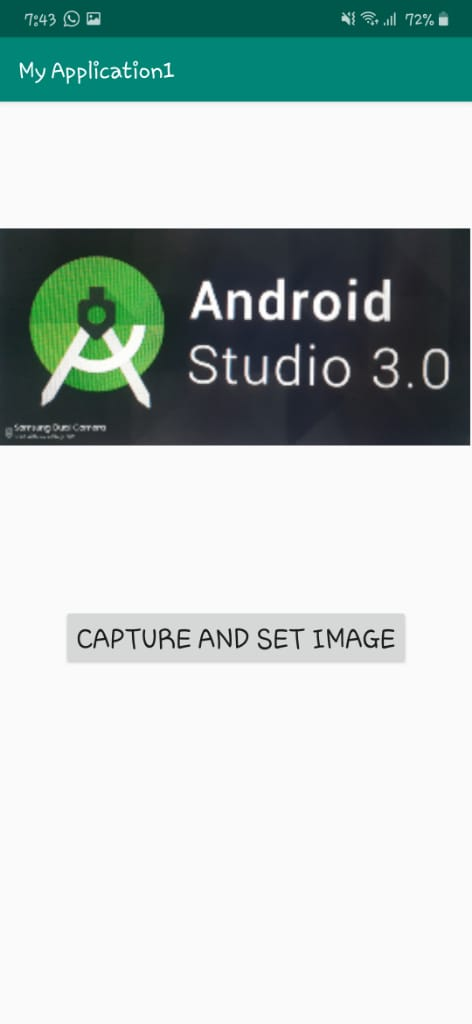 7:43
72%
My Application1
Android
Studio 3.0
Samsung Dual Camera
CAPTURE AND SET IMAGE